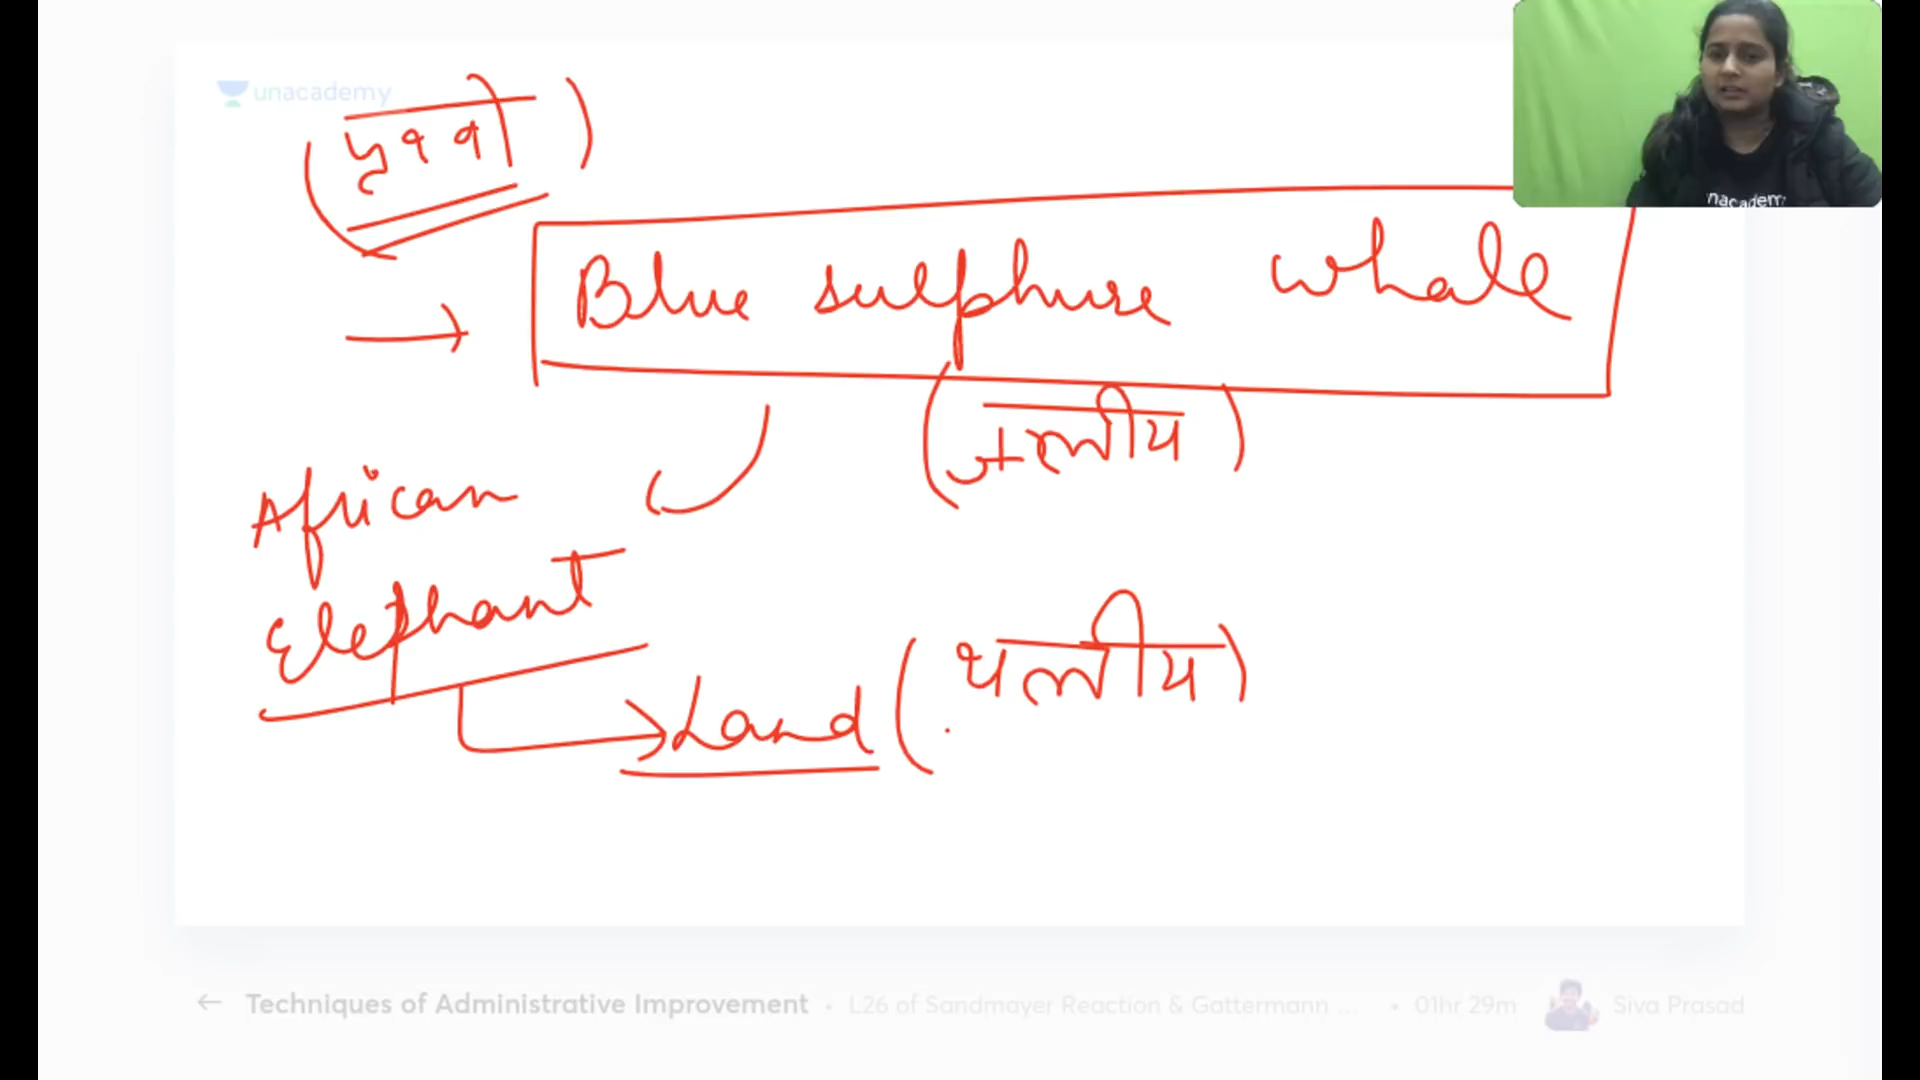 unacademy
(पृथ्वी)
Blue sulphure whale
(जलीय)
African
Elephant
Land (थलीय)
nacadem
Techniques of Administrative Improvement • L26 of Sandmayer Reaction & Gattermann ... • 01hr 29m Siva Prasad